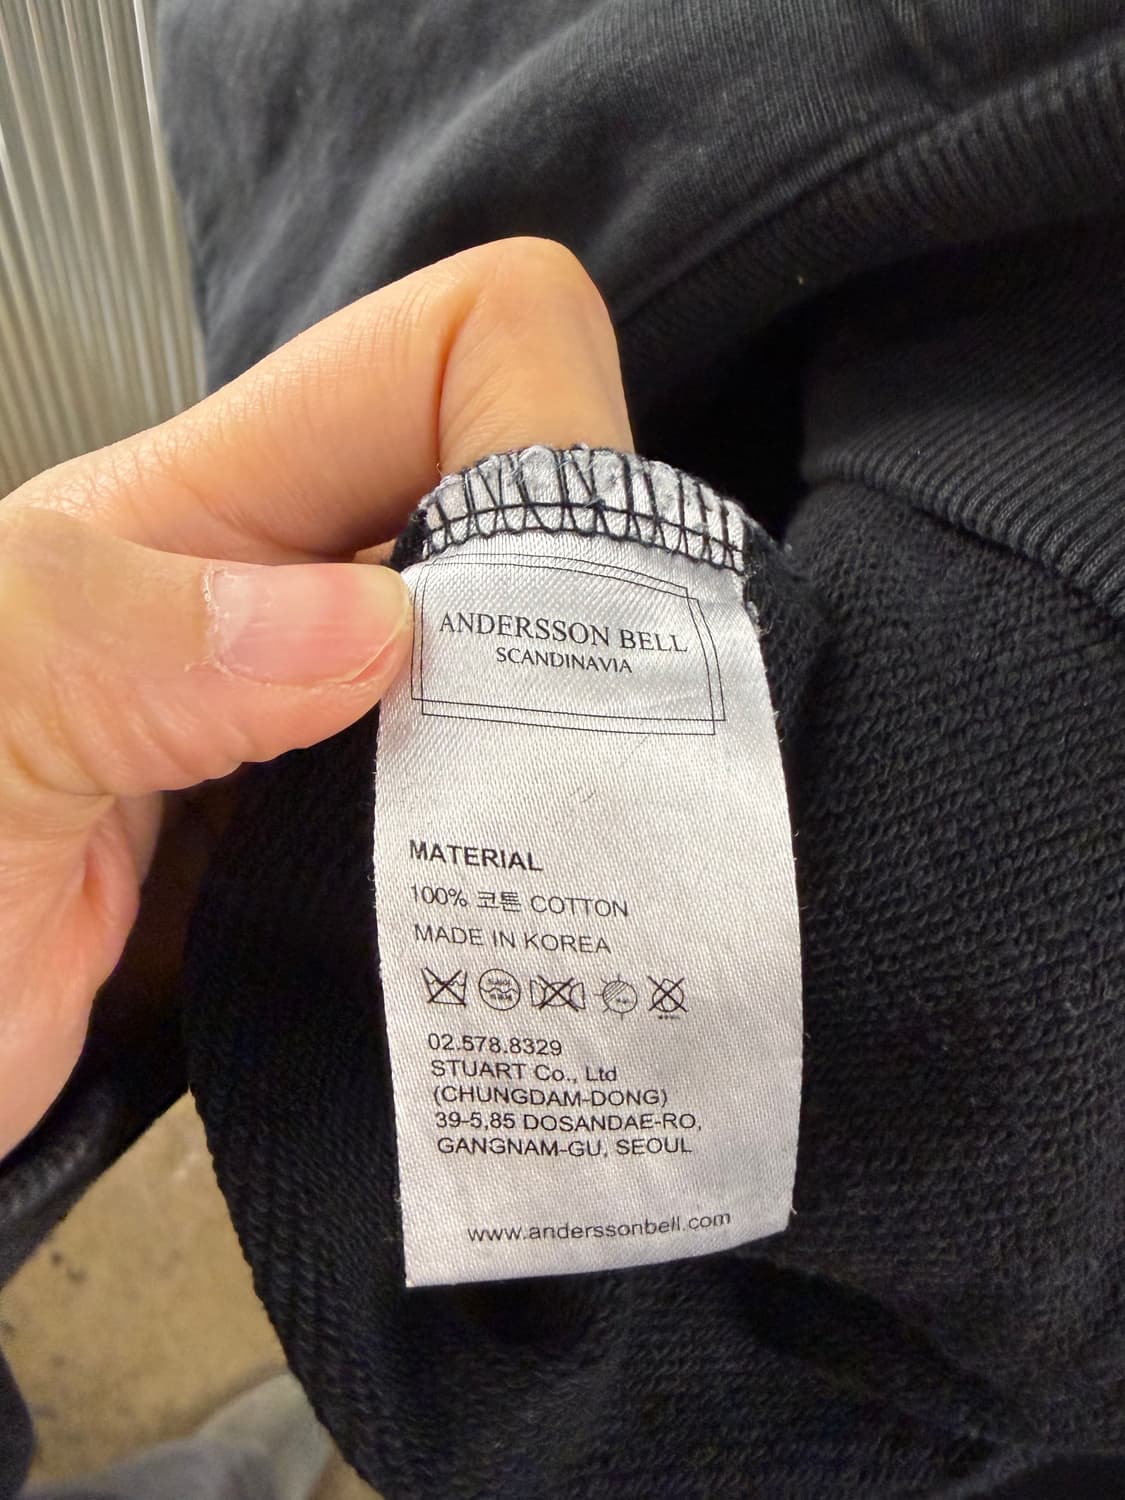 ANDERSSON BELL
SCANDINAVIA
MATERIAL
100% 코튼 COTTON
MADE IN KOREA
02.578.8329
STUART Co., Ltd
(CHUNGDAM-DONG)
39-5,85 DOSANDAE-RO,
GANGNAM-GU, SEOUL
www.anderssonbell.com